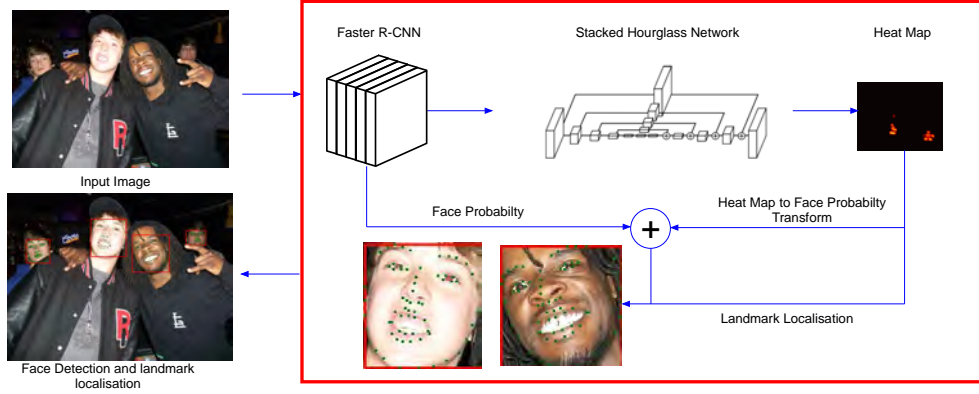 Faster R-CNN
Stacked Hourglass Network
Heat Map
R
Input Image
Face Probabilty
Heat Map to Face Probabilty
Transform
+
R
Landmark Localisation
Face Detection and landmark
localisation